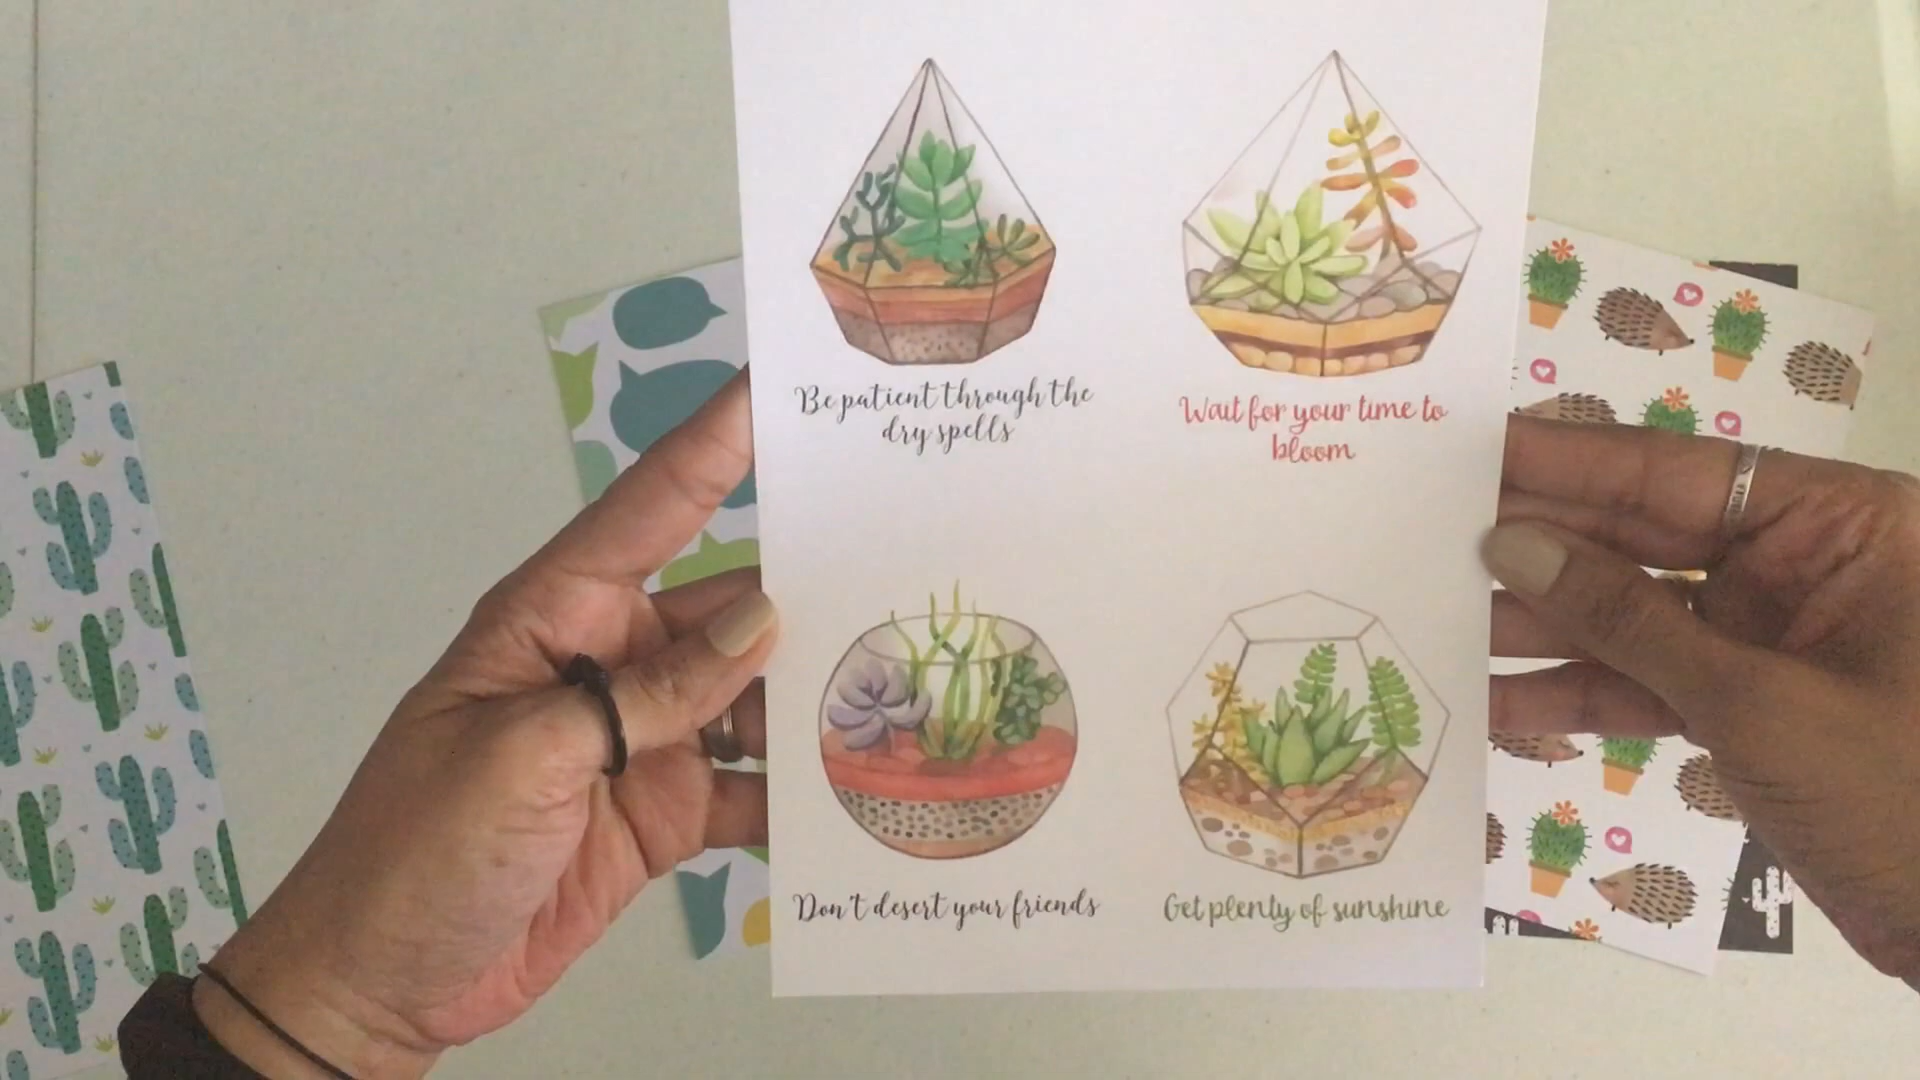 Be patient through the
dry spells
Wait for your time to
bloom
Don't desert your friends
Get plenty of sunshine